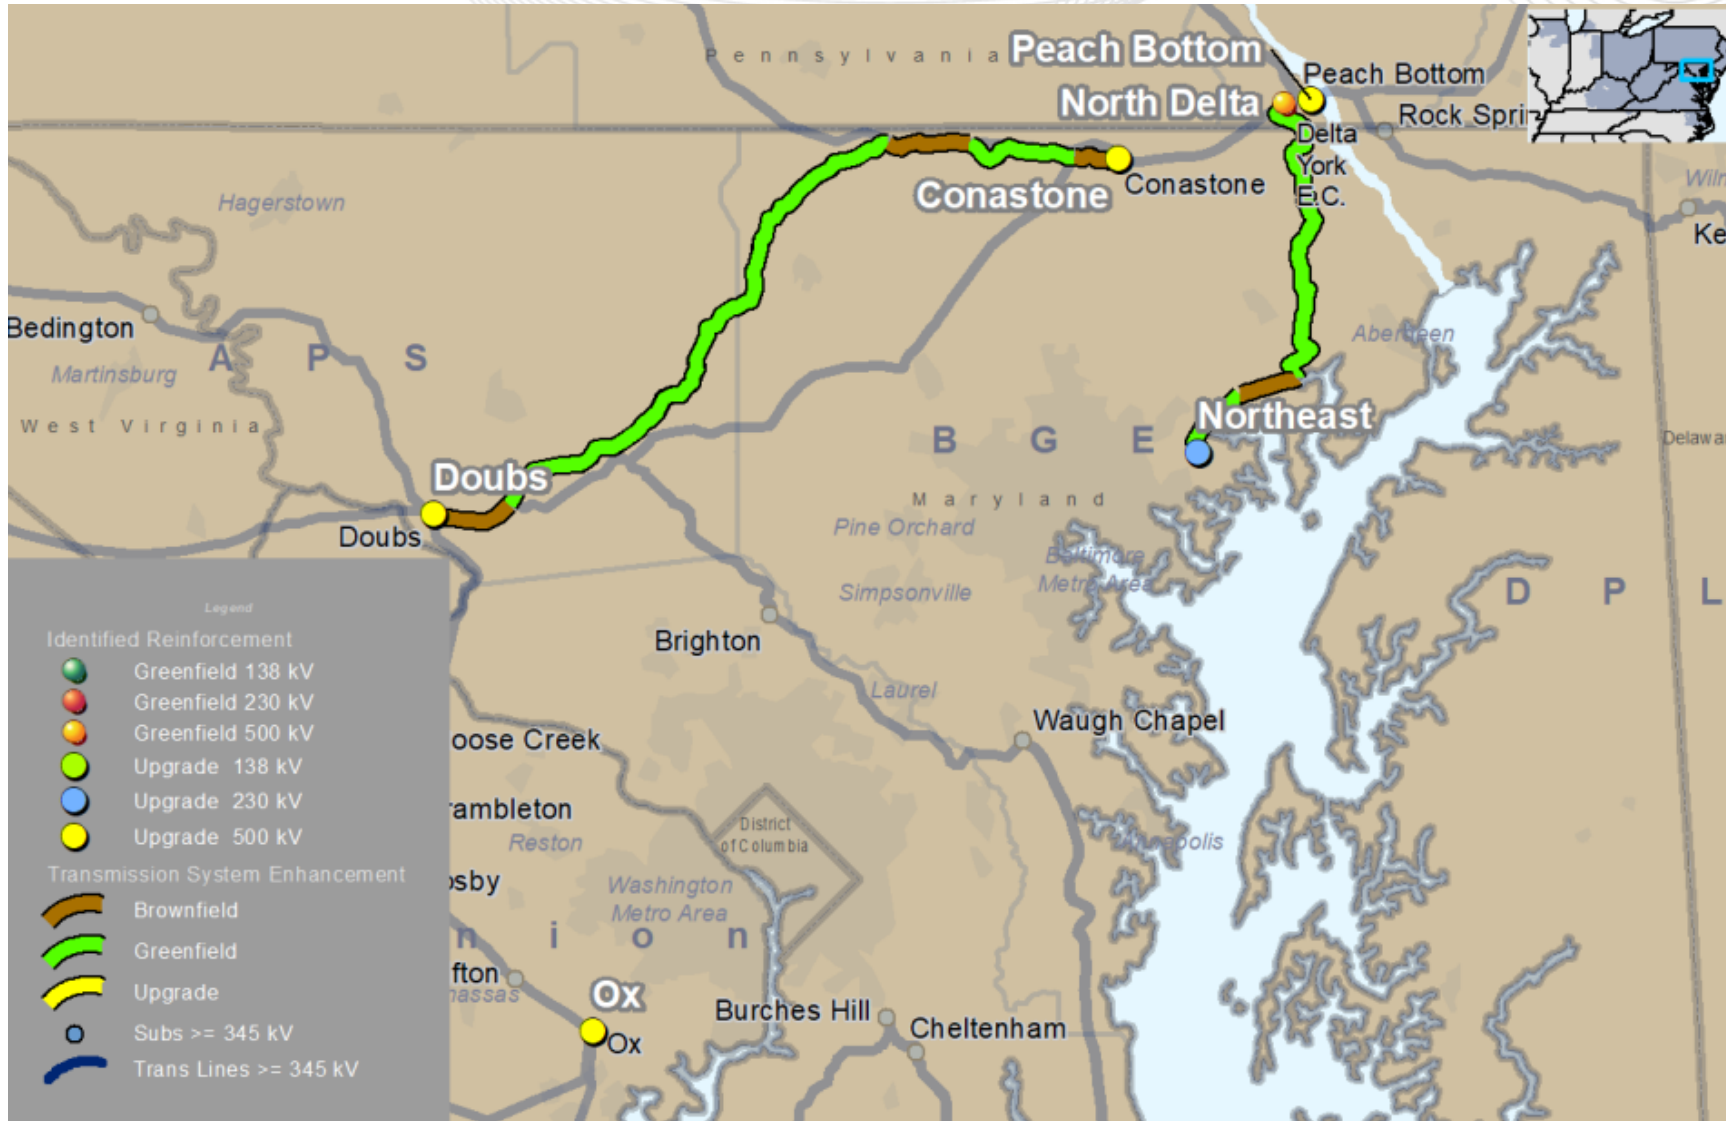 Pennsylvania
Peach Bottom
Peach Bottom
North Delta
Rock Spri
Delta
York
E.C.
Conastone
Conastone
Hagerstown
Wiln
Ke
Bedington
Martinsburg
A P S
West Virginia
Aberdeen
Northeast
B G E
Maryland
Delawar
Doubs
Doubs
Pine Orchard
Simpsonville
Baltimore
Metro Area
D P L
Brighton
Laurel
Waugh Chapel
oose Creek
rambleton
Reston
District
of Columbia
osby
Washington
Metro Area
n i o n
fton
nassas
Ox
Ox
Burches Hill
Cheltenham
Legend
Identified Reinforcement
Greenfield 138 kV
Greenfield 230 kV
Greenfield 500 kV
Upgrade 138 kV
Upgrade 230 kV
Upgrade 500 kV
Transmission System Enhancement
Brownfield
Greenfield
Upgrade
Subs >= 345 kV
Trans Lines >= 345 kV